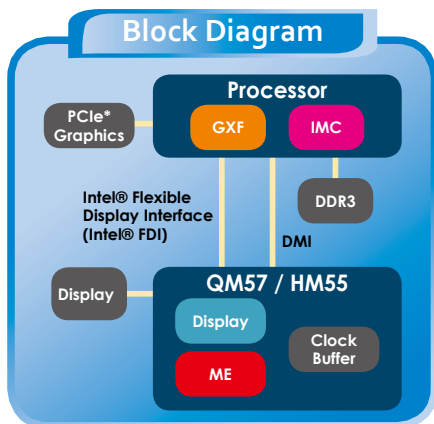 Block Diagram
Processor
PCIe*
Graphics
GXF
IMC
Intel® Flexible
Display Interface
(Intel® FDI)
DDR3
DMI
QM57 / HM55
Display
Display
Clock
Buffer
ME